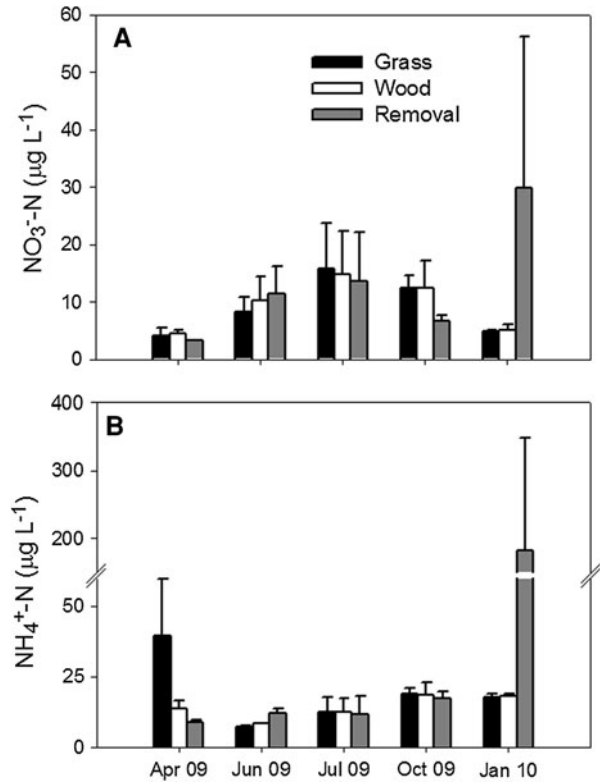 60
A
Grass
50
Wood
Removal
40
30
20
10
0
NO₃⁻-N (µg L⁻¹)
400
B
300
200
50
25
0
NH₄⁺-N (µg L⁻¹)
Apr 09 Jun 09 Jul 09 Oct 09 Jan 10